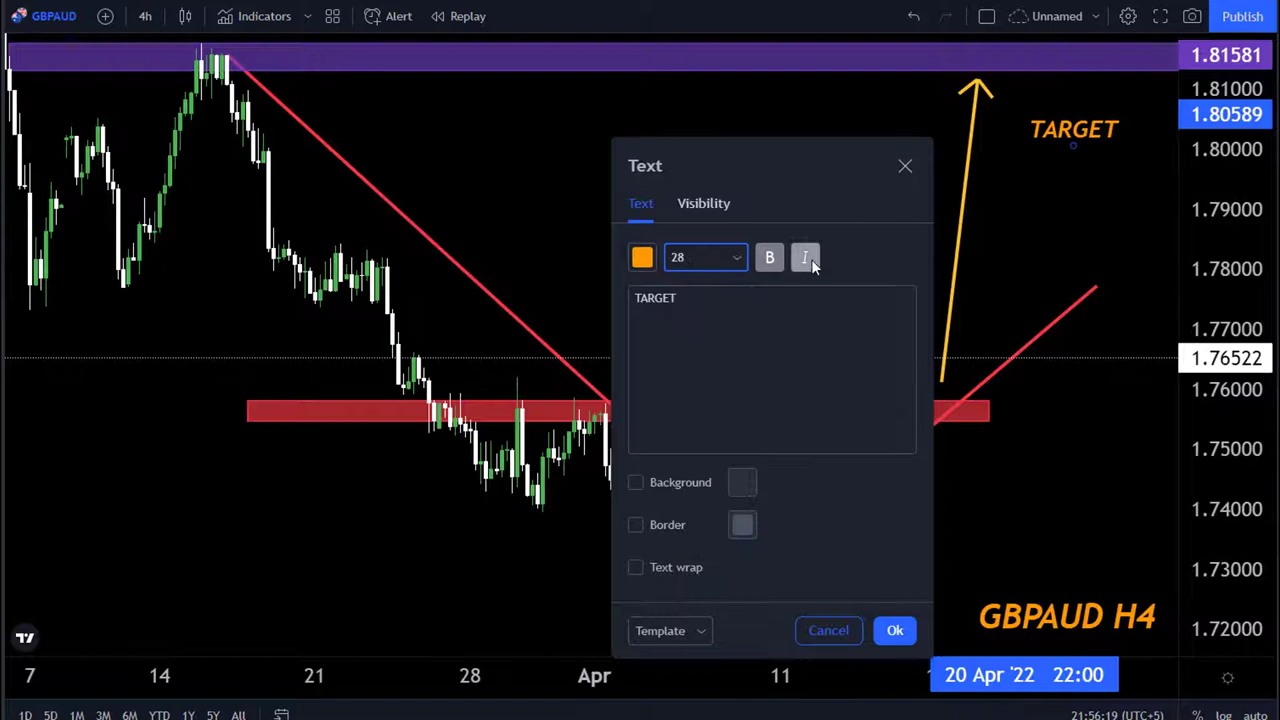 GBPAUD 4h Indicators Alert Replay Unnamed Publish
1.81581
1.81000
1.80589
TARGET
1.80000
Text
Text Visibility
1.79000
28 B I
1.78000
TARGET
1.77000
1.76522
1.76000
1.75000
Background
1.74000
Border
Text wrap
1.73000
GBPAUD H4
Template Cancel Ok
1.72000
7 14 21 28 Apr 11 20 Apr '22 22:00
1D 5D 1M 3M 6M YTD 1Y 5Y All 21:56:19 (UTC+5) % log auto